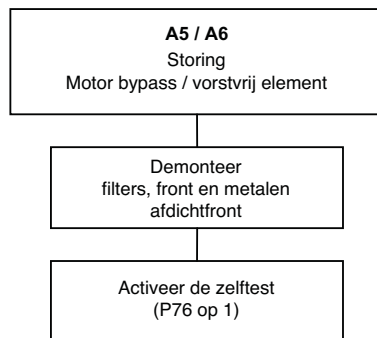 A5 / A6
Storing
Motor bypass / vorstvrij element
Demonteer
filters, front en metalen
afdichtfront
Activeer de zelftest
(P76 op 1)